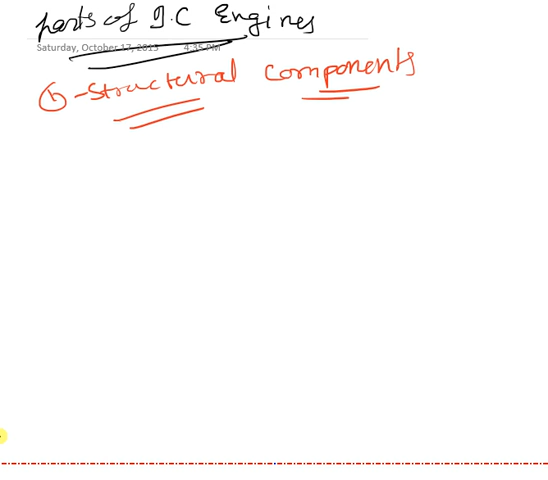 parts of I.C Engines
Saturday, October 17, 2015 4:35 PM
① -Structural components